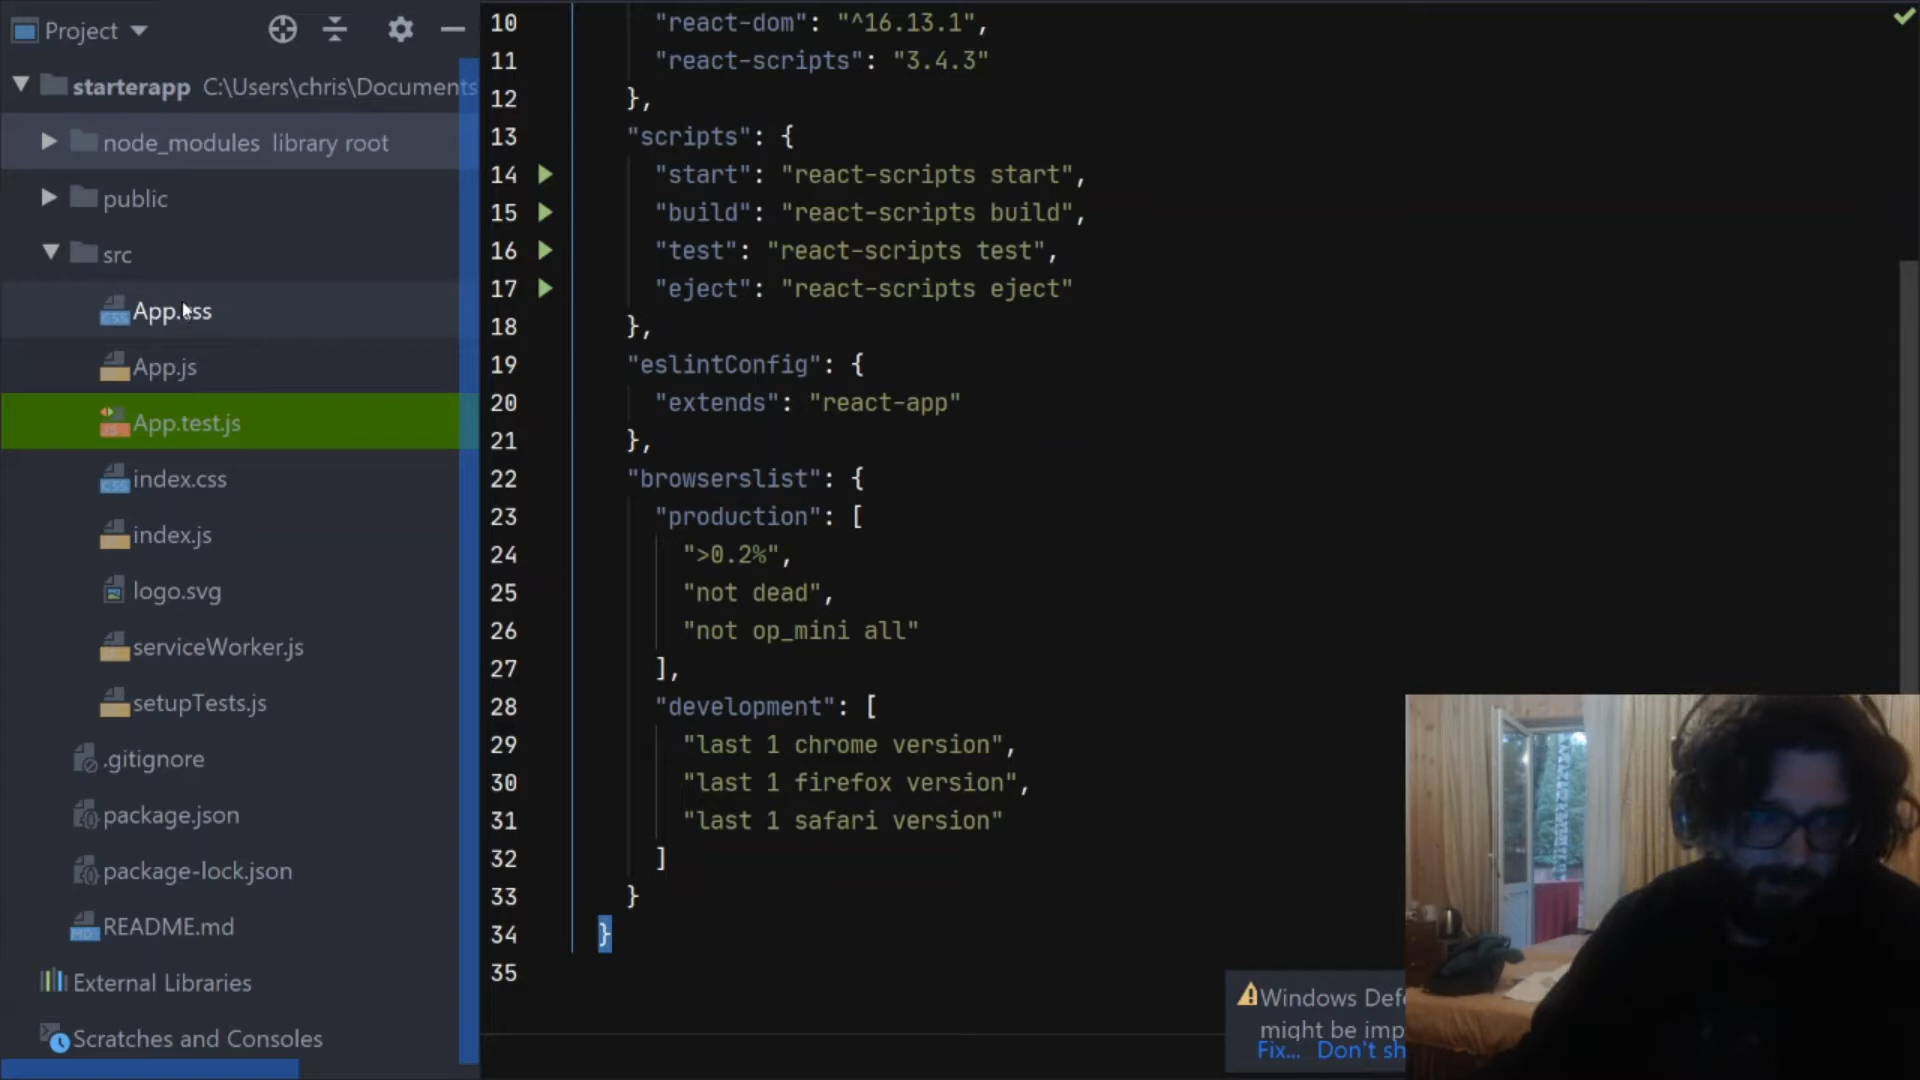 Project
starterapp C:\Users\chris\Documents
node_modules library root
public
src
App.css
App.js
App.test.js
index.css
index.js
logo.svg
serviceWorker.js
setupTests.js
.gitignore
package.json
package-lock.json
README.md
External Libraries
Scratches and Consoles
10 "react-dom": "^16.13.1",
11 "react-scripts": "3.4.3"
12 },
13 "scripts": {
14 "start": "react-scripts start",
15 "build": "react-scripts build",
16 "test": "react-scripts test",
17 "eject": "react-scripts eject"
18 },
19 "eslintConfig": {
20 "extends": "react-app"
21 },
22 "browserslist": {
23 "production": [
24 ">0.2%",
25 "not dead",
26 "not op_mini all"
27 ],
28 "development": [
29 "last 1 chrome version",
30 "last 1 firefox version",
31 "last 1 safari version"
32 ]
33 }
34 }
35
Windows Defe
might be imp
Fix... Don't sh